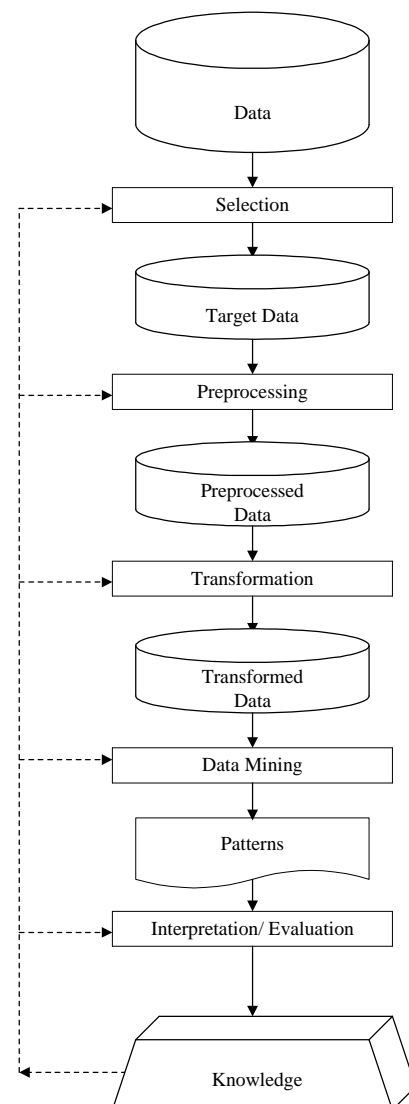 Data
Selection
Target Data
Preprocessing
Preprocessed
Data
Transformation
Transformed
Data
Data Mining
Patterns
Interpretation/ Evaluation
Knowledge